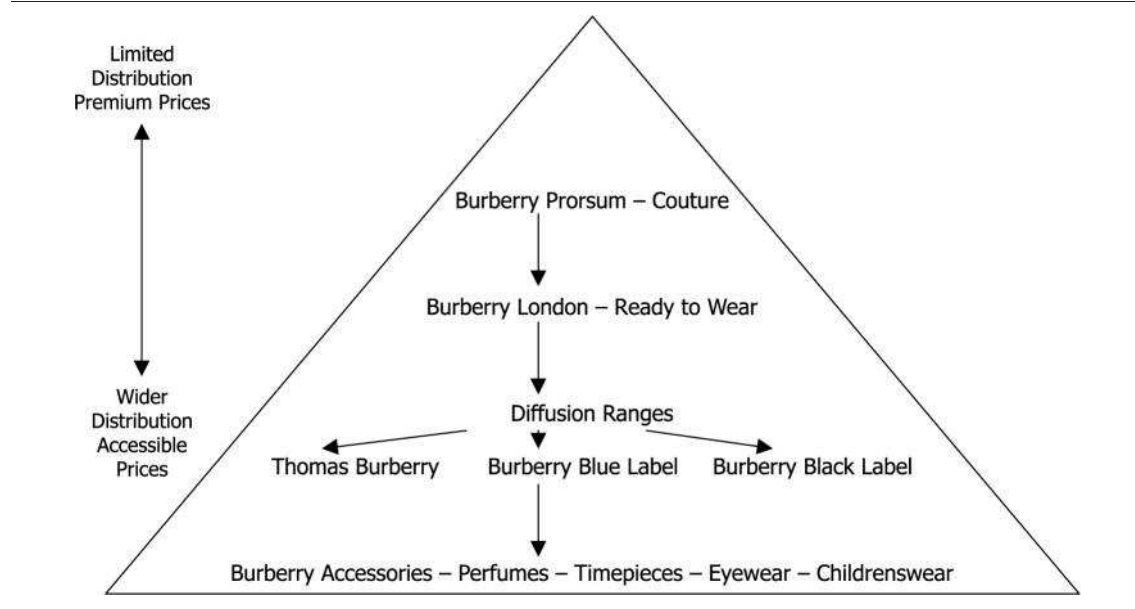 Limited
Distribution
Premium Prices
Burberry Prorsum – Couture
Burberry London – Ready to Wear
Wider
Distribution
Accessible
Prices
Diffusion Ranges
Thomas Burberry
Burberry Blue Label
Burberry Black Label
Burberry Accessories – Perfumes – Timepieces – Eyewear – Childrenswear